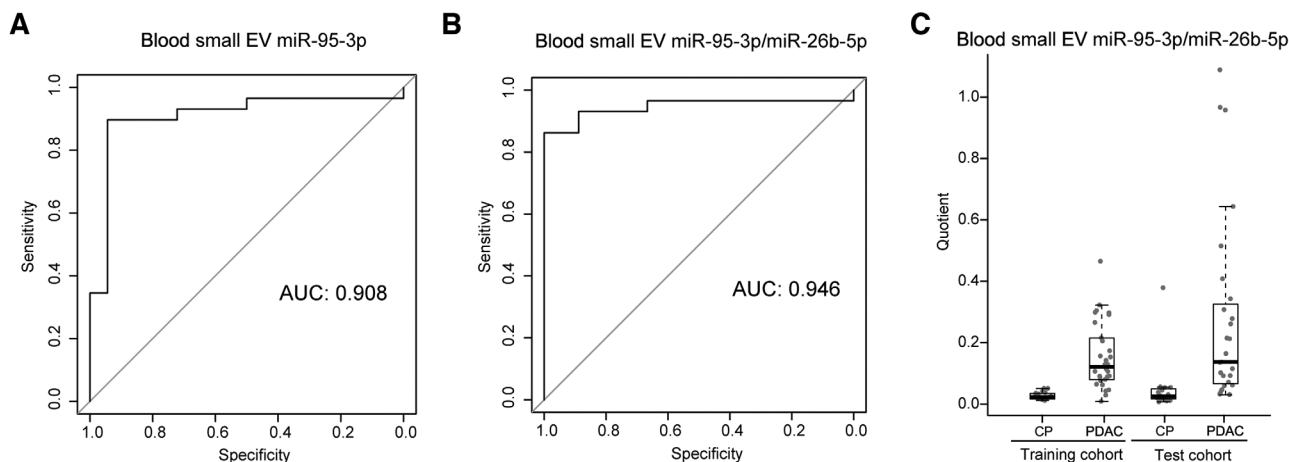 A
Blood small EV miR-95-3p
1.0
0.8
0.6
0.4
0.2
0.0
Sensitivity
AUC: 0.908
1.0 0.8 0.6 0.4 0.2 0.0
Specificity
B
Blood small EV miR-95-3p/miR-26b-5p
1.0
0.8
0.6
0.4
0.2
0.0
Sensitivity
AUC: 0.946
1.0 0.8 0.6 0.4 0.2 0.0
Specificity
C
Blood small EV miR-95-3p/miR-26b-5p
1.0
0.8
0.6
0.4
0.2
0.0
Quotient
CP PDAC CP PDAC
Training cohort Test cohort